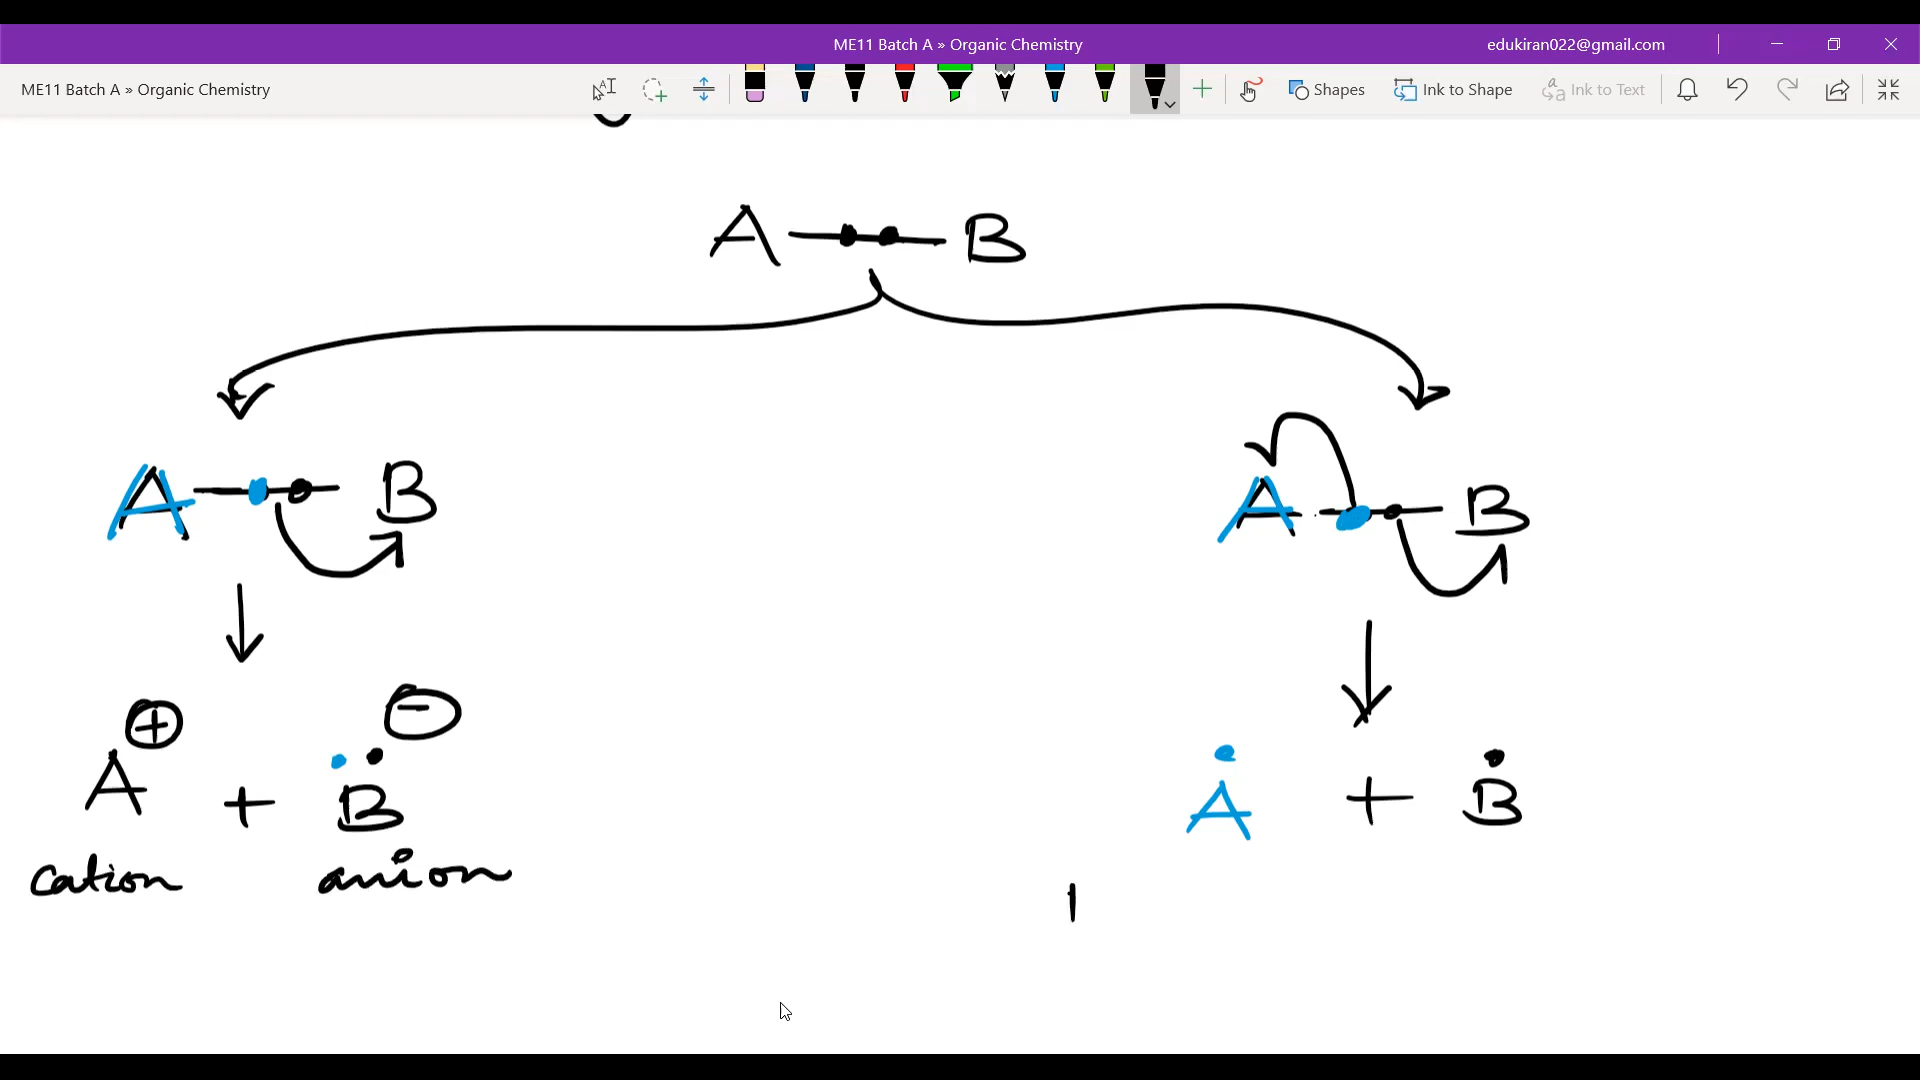 ME11 Batch A » Organic Chemistry edukiran022@gmail.com
ME11 Batch A » Organic Chemistry Shapes Ink to Shape Ink to Text
A — B
A — B A — B
A⊕ + B⊖ A + B
cation anion